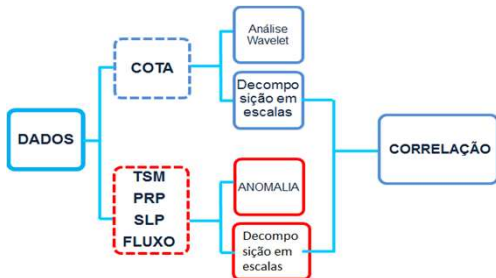 DADOS
COTA
Análise
Wavelet
Decompo
sição em
escalas
TSM
PRP
SLP
FLUXO
ANOMALIA
Decompo
sição em
escalas
CORRELAÇÃO